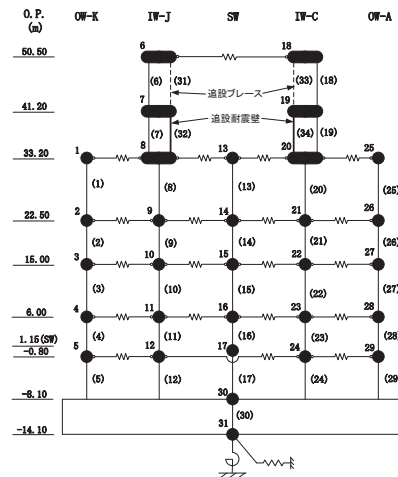 O.P. OW-K IW-J SW IW-C OW-A
(m)
6 18
50.50
(6) (31) (33) (18)
追設ブレース
7 19
41.20
追設耐震壁
(7) (32) (34) (19)
33.20 1 8 13 20 25
(1) (8) (13) (20) (25)
22.50 2 9 14 21 26
(2) (9) (14) (21) (26)
15.00 3 10 15 22 27
(3) (10) (15) (22) (27)
6.00 4 11 16 23 28
1.15(SW) (4) (11) (16) (23) (28)
-0.80 5 12 17 24 29
(5) (12) (17) (24) (29)
-8.10 30
(30)
-14.10 31